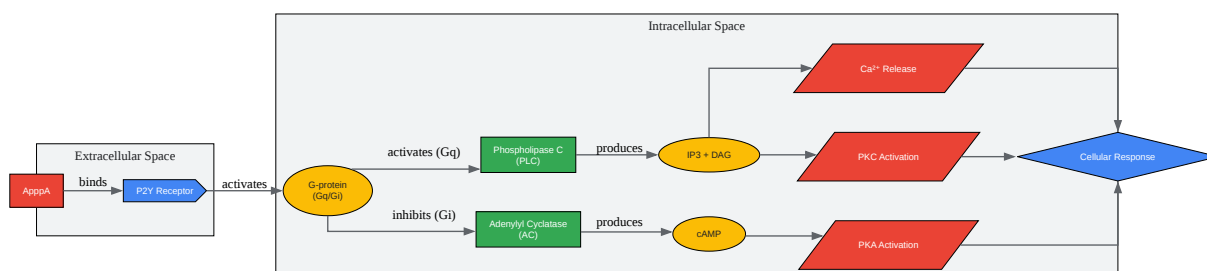 Intracellular Space
Ca²⁺ Release
Extracellular Space
ApppA
binds
P2Y Receptor
activates
G-protein
(Gq/Gi)
activates (Gq)
Phospholipase C
(PLC)
produces
IP3 + DAG
PKC Activation
Cellular Response
inhibits (Gi)
Adenylyl Cyclatase
(AC)
produces
cAMP
PKA Activation